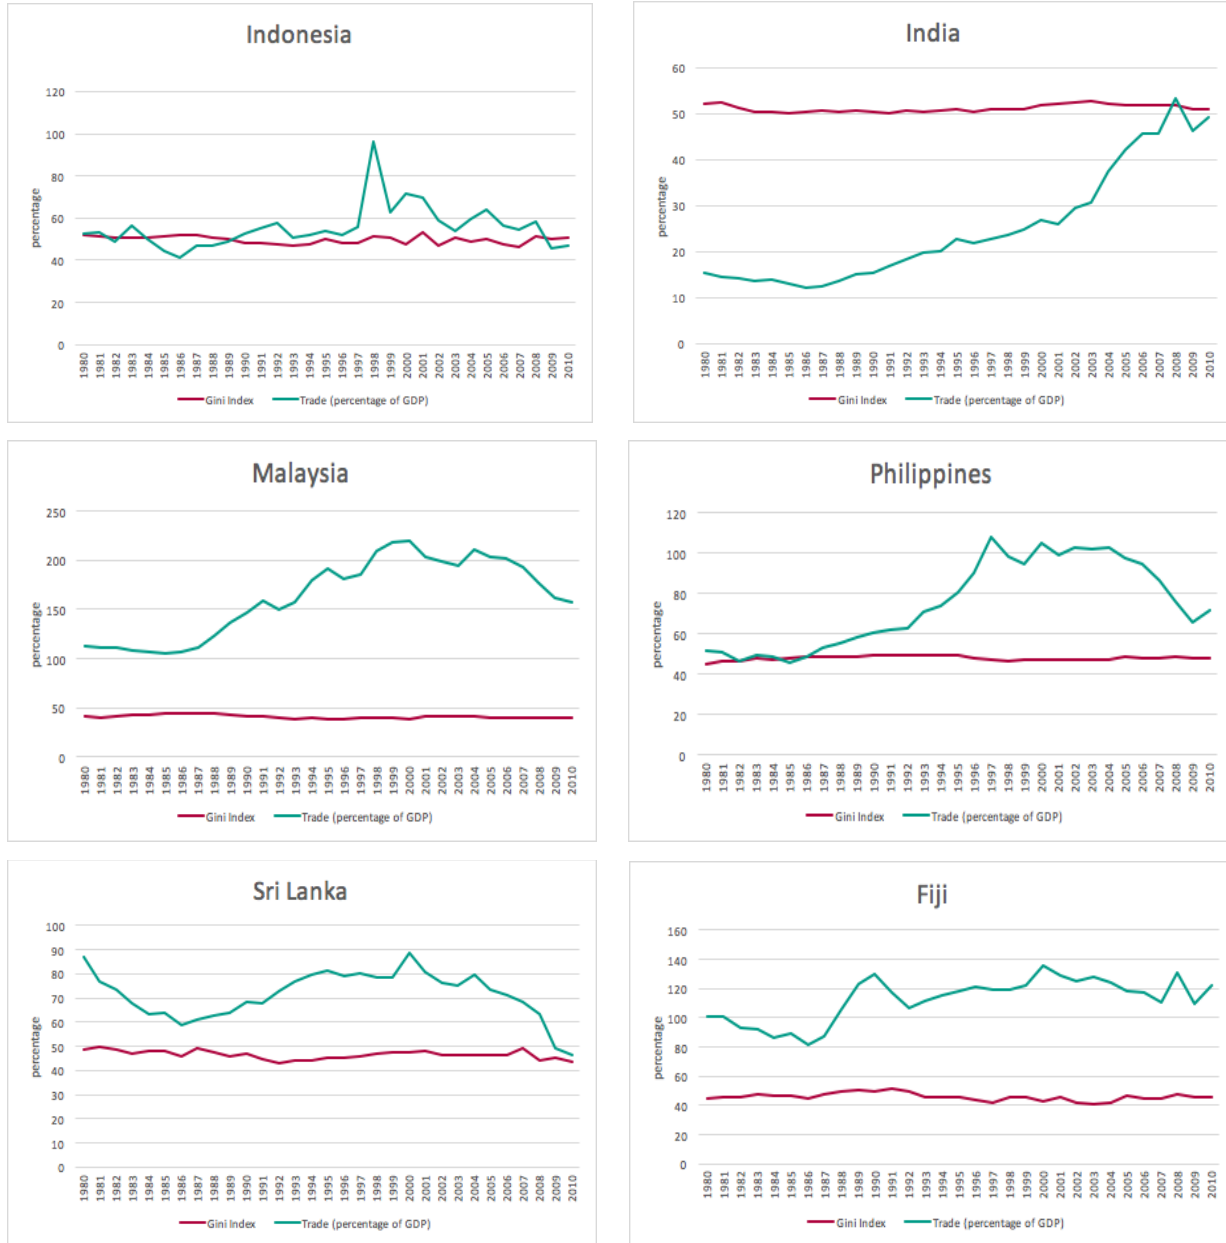 Indonesia
percentage
120
100
80
60
40
20
0
1980 1981 1982 1983 1984 1985 1986 1987 1988 1989 1990 1991 1992 1993 1994 1995 1996 1997 1998 1999 2000 2001 2002 2003 2004 2005 2006 2007 2008 2009 2010
Gini Index Trade (percentage of GDP)
India
percentage
60
50
40
30
20
10
0
1980 1981 1982 1983 1984 1985 1986 1987 1988 1989 1990 1991 1992 1993 1994 1995 1996 1997 1998 1999 2000 2001 2002 2003 2004 2005 2006 2007 2008 2009 2010
Gini Index Trade (percentage of GDP)
Malaysia
percentage
250
200
150
100
50
0
1980 1981 1982 1983 1984 1985 1986 1987 1988 1989 1990 1991 1992 1993 1994 1995 1996 1997 1998 1999 2000 2001 2002 2003 2004 2005 2006 2007 2008 2009 2010
Gini Index Trade (percentage of GDP)
Philippines
percentage
120
100
80
60
40
20
0
1980 1981 1982 1983 1984 1985 1986 1987 1988 1989 1990 1991 1992 1993 1994 1995 1996 1997 1998 1999 2000 2001 2002 2003 2004 2005 2006 2007 2008 2009 2010
Gini Index Trade (percentage of GDP)
Sri Lanka
percentage
100
90
80
70
60
50
40
30
20
10
0
1980 1981 1982 1983 1984 1985 1986 1987 1988 1989 1990 1991 1992 1993 1994 1995 1996 1997 1998 1999 2000 2001 2002 2003 2004 2005 2006 2007 2008 2009 2010
Gini Index Trade (percentage of GDP)
Fiji
percentage
160
140
120
100
80
60
40
20
0
1980 1981 1982 1983 1984 1985 1986 1987 1988 1989 1990 1991 1992 1993 1994 1995 1996 1997 1998 1999 2000 2001 2002 2003 2004 2005 2006 2007 2008 2009 2010
Gini Index Trade (percentage of GDP)